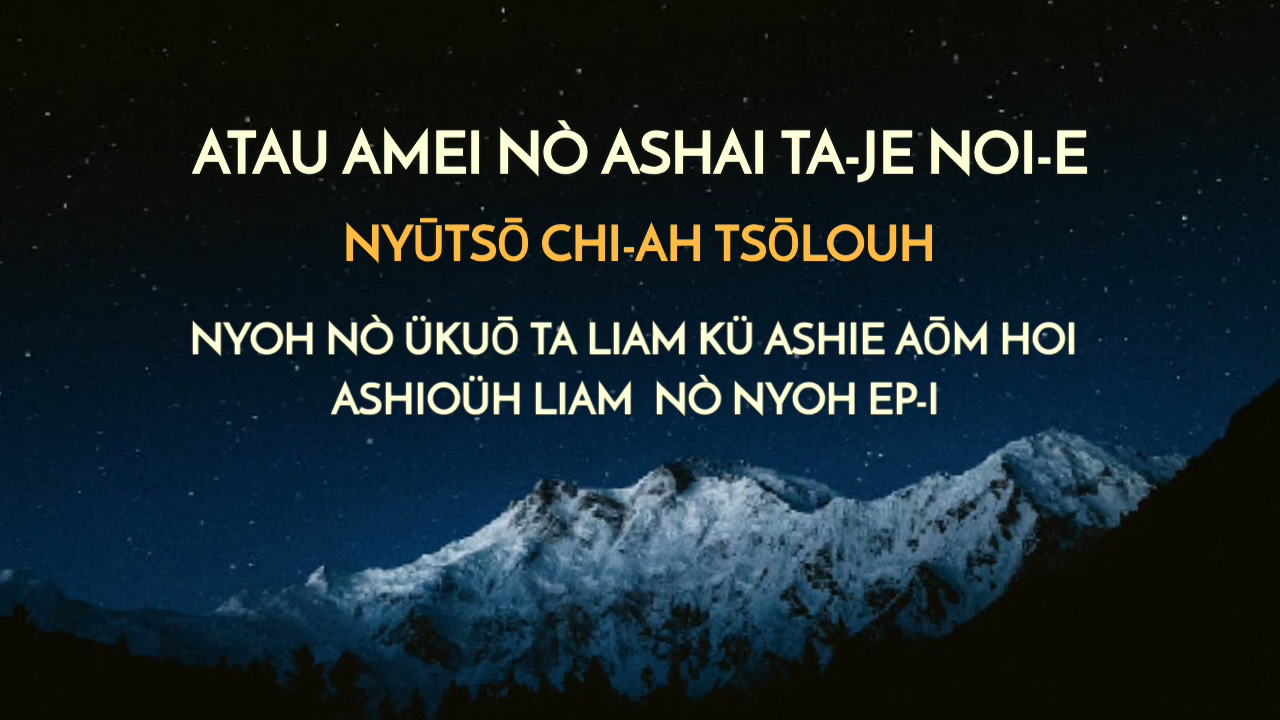 ATAU AMEI NÒ ASHAI TA-JE NOI-E
NYŪTSŌ CHI-AH TSŌLOUH
NYOH NÒ ÜKUŌ TA LIAM KÜ ASHIE AŌM HOI
ASHIOÜH LIAM NÒ NYOH EP-I